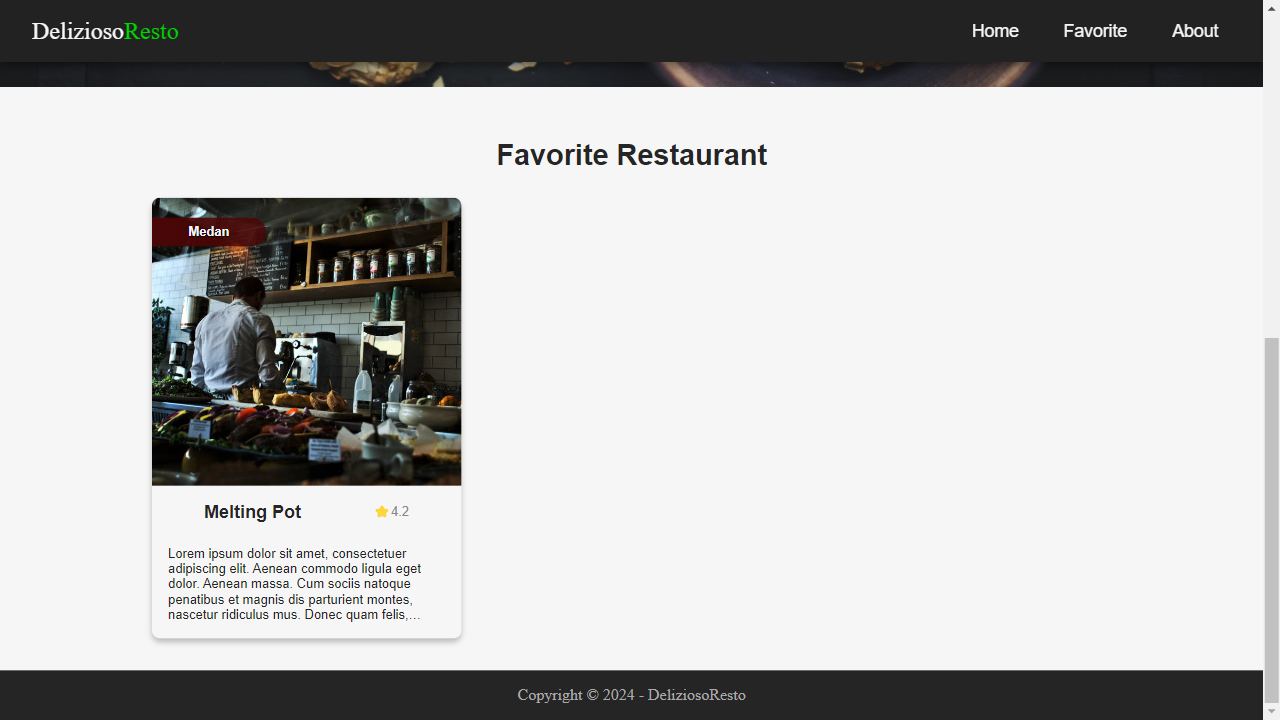 DeliziosoResto
Home Favorite About
Favorite Restaurant
Medan
Melting Pot
4.2
Lorem ipsum dolor sit amet, consectetuer
adipiscing elit. Aenean commodo ligula eget
dolor. Aenean massa. Cum sociis natoque
penatibus et magnis dis parturient montes,
nascetur ridiculus mus. Donec quam felis,…
Copyright © 2024 - DeliziosoResto